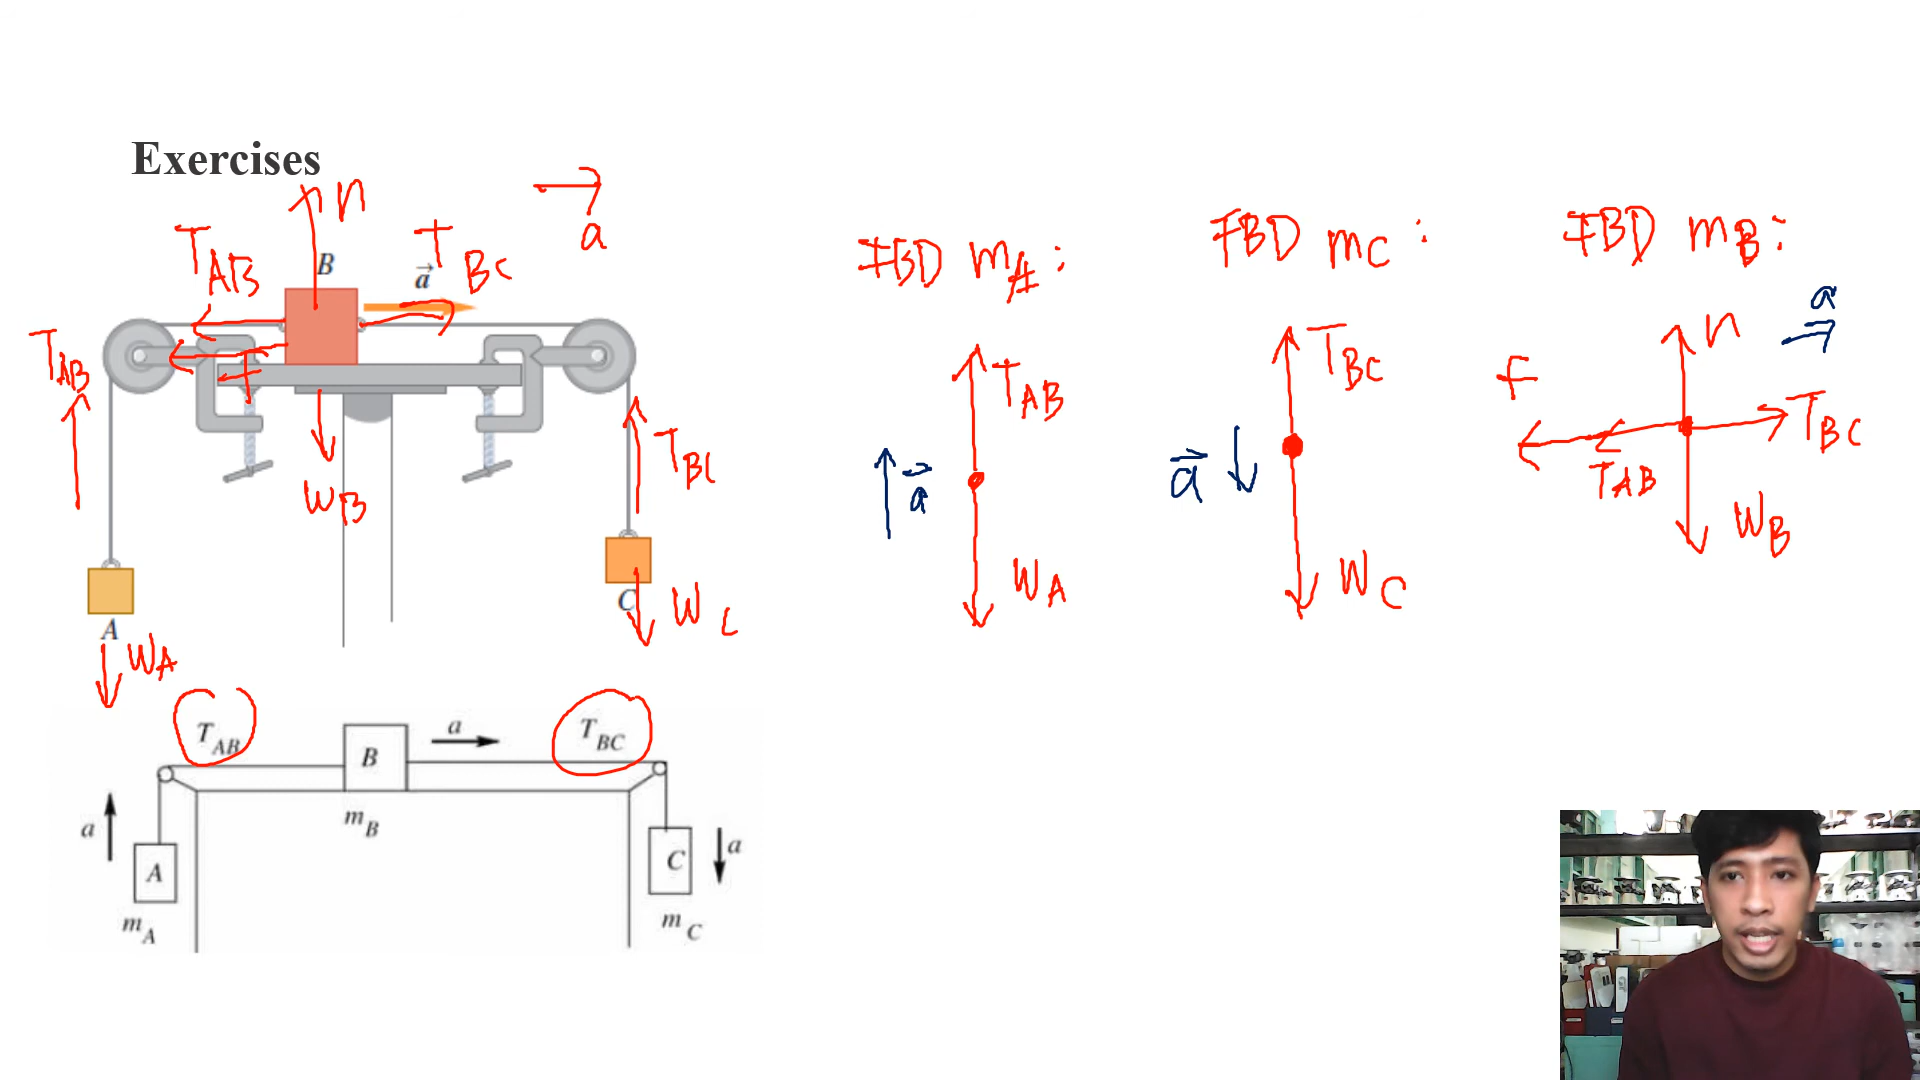 Exercises
n
a
T_AB
B
a
T_BC
T_AB
f
T_BC
W_B
A
W_A
C
W_C
T_AB
T_BC
a
B
m_B
a
A
m_A
C
a
m_C
FBD m_A:
T_AB
a
W_A
FBD m_C:
T_BC
a
W_C
FBD m_B:
a
n
f
T_BC
T_AB
W_B